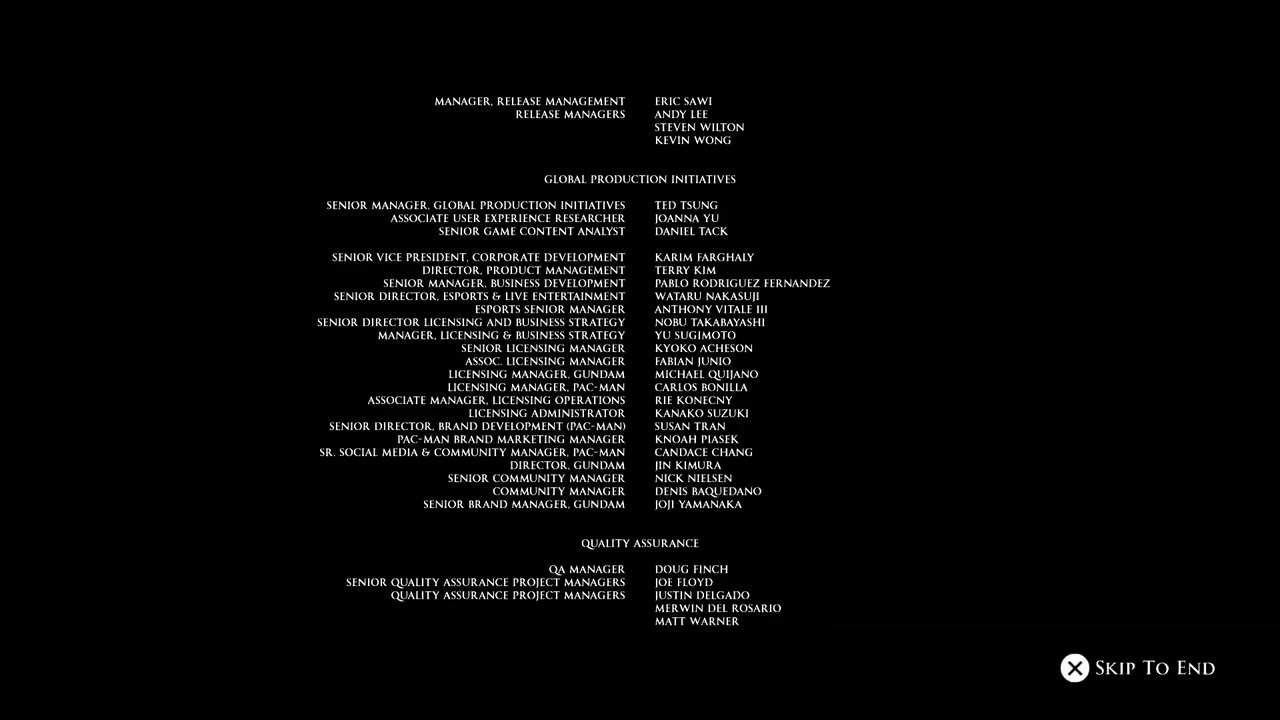 MANAGER, RELEASE MANAGEMENT ERIC SAWI
RELEASE MANAGERS ANDY LEE
STEVEN WILTON
KEVIN WONG
GLOBAL PRODUCTION INITIATIVES
SENIOR MANAGER, GLOBAL PRODUCTION INITIATIVES TED TSUNG
ASSOCIATE USER EXPERIENCE RESEARCHER JOANNA YU
SENIOR GAME CONTENT ANALYST DANIEL TACK
SENIOR VICE PRESIDENT, CORPORATE DEVELOPMENT KARIM FARGHALY
DIRECTOR, PRODUCT MANAGEMENT TERRY KIM
SENIOR MANAGER, BUSINESS DEVELOPMENT PABLO RODRIGUEZ FERNANDEZ
SENIOR DIRECTOR, ESPORTS & LIVE ENTERTAINMENT WATARU NAKASUJI
ESPORTS SENIOR MANAGER ANTHONY VITALE III
SENIOR DIRECTOR LICENSING AND BUSINESS STRATEGY NOBU TAKABAYASHI
MANAGER, LICENSING & BUSINESS STRATEGY YU SUGIMOTO
SENIOR LICENSING MANAGER KYOKO ACHESON
ASSOC. LICENSING MANAGER FABIAN JUNIO
LICENSING MANAGER, GUNDAM MICHAEL QUIJANO
LICENSING MANAGER, PAC-MAN CARLOS BONILLA
ASSOCIATE MANAGER, LICENSING OPERATIONS RIE KONECNY
LICENSING ADMINISTRATOR KANAKO SUZUKI
SENIOR DIRECTOR, BRAND DEVELOPMENT (PAC-MAN) SUSAN TRAN
PAC-MAN BRAND MARKETING MANAGER KNOAH PIASEK
SR. SOCIAL MEDIA & COMMUNITY MANAGER, PAC-MAN CANDACE CHANG
DIRECTOR, GUNDAM JIN KIMURA
SENIOR COMMUNITY MANAGER NICK NIELSEN
COMMUNITY MANAGER DENIS BAQUEDANO
SENIOR BRAND MANAGER, GUNDAM JOJI YAMANAKA
QUALITY ASSURANCE
QA MANAGER DOUG FINCH
SENIOR QUALITY ASSURANCE PROJECT MANAGERS JOE FLOYD
QUALITY ASSURANCE PROJECT MANAGERS JUSTIN DELGADO
MERWIN DEL ROSARIO
MATT WARNER
SKIP TO END